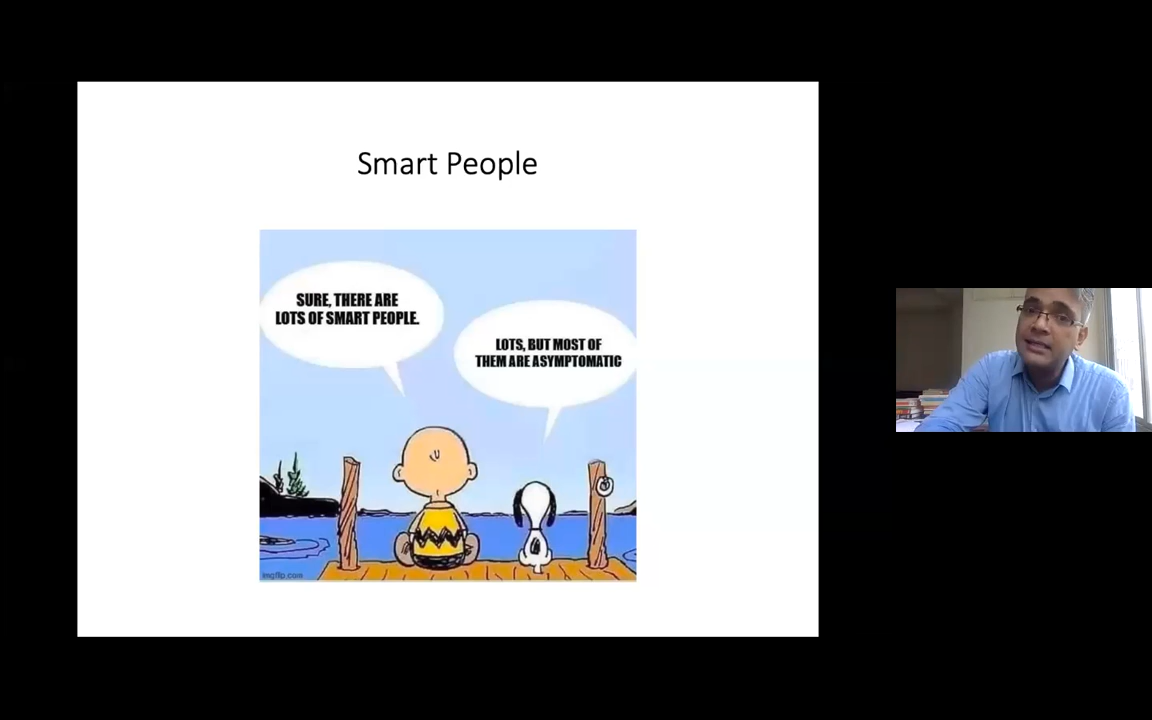 Smart People
SURE, THERE ARE
LOTS OF SMART PEOPLE.
LOTS, BUT MOST OF
THEM ARE ASYMPTOMATIC
imgflip.com